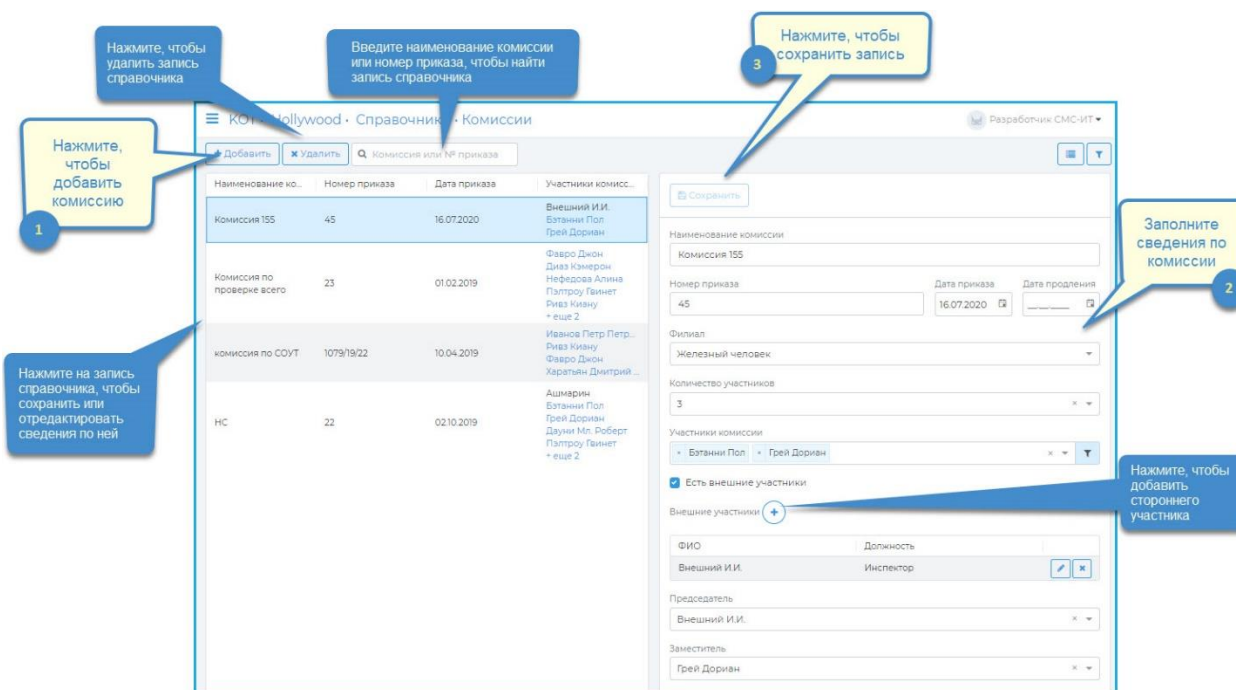 Нажмите, чтобы
удалить запись
справочника
Введите наименование комиссии
или номер приказа, чтобы найти
запись справочника
Нажмите, чтобы
сохранить запись
3
Нажмите,
чтобы
добавить
комиссию
1
Hollywood · Справочники · Комиссии
Разработчик СМС-ИТ
Добавить
Удалить
Комиссия или № приказа
Наименование ко...
Номер приказа
Дата приказа
Участники комисс...
Комиссия 155
45
16.07.2020
Внешний И.И.
Бэтанни Пол
Грей Дориан
Комиссия по
проверке всего
23
01.02.2019
Фавро Джон
Диаз Кэмерон
Нефедова Алина
Пэлтроу Гвинет
Ривз Киану
+ еще 2
комиссия по СОУТ
1079/19/22
10.04.2019
Иванов Петр Петр...
Ривз Киану
Фавро Джон
Харатьян Дмитрий ...
НС
22
02.10.2019
Ашмарин
Бэтанни Пол
Грей Дориан
Дауни Мл. Роберт
Пэлтроу Гвинет
+ еще 2
Нажмите на запись
справочника, чтобы
сохранить или
отредактировать
сведения по ней
Сохранить
Наименование комиссии
Комиссия 155
Номер приказа
Дата приказа
Дата продления
45
16.07.2020
__.__.____
Филиал
Железный человек
Количество участников
3
Участники комиссии
Бэтанни Пол
Грей Дориан
Есть внешние участники
Внешние участники
ФИО
Должность
Внешний И.И.
Инспектор
Председатель
Внешний И.И.
Заместитель
Грей Дориан
Заполните
сведения по
комиссии
2
Нажмите, чтобы
добавить
стороннего
участника